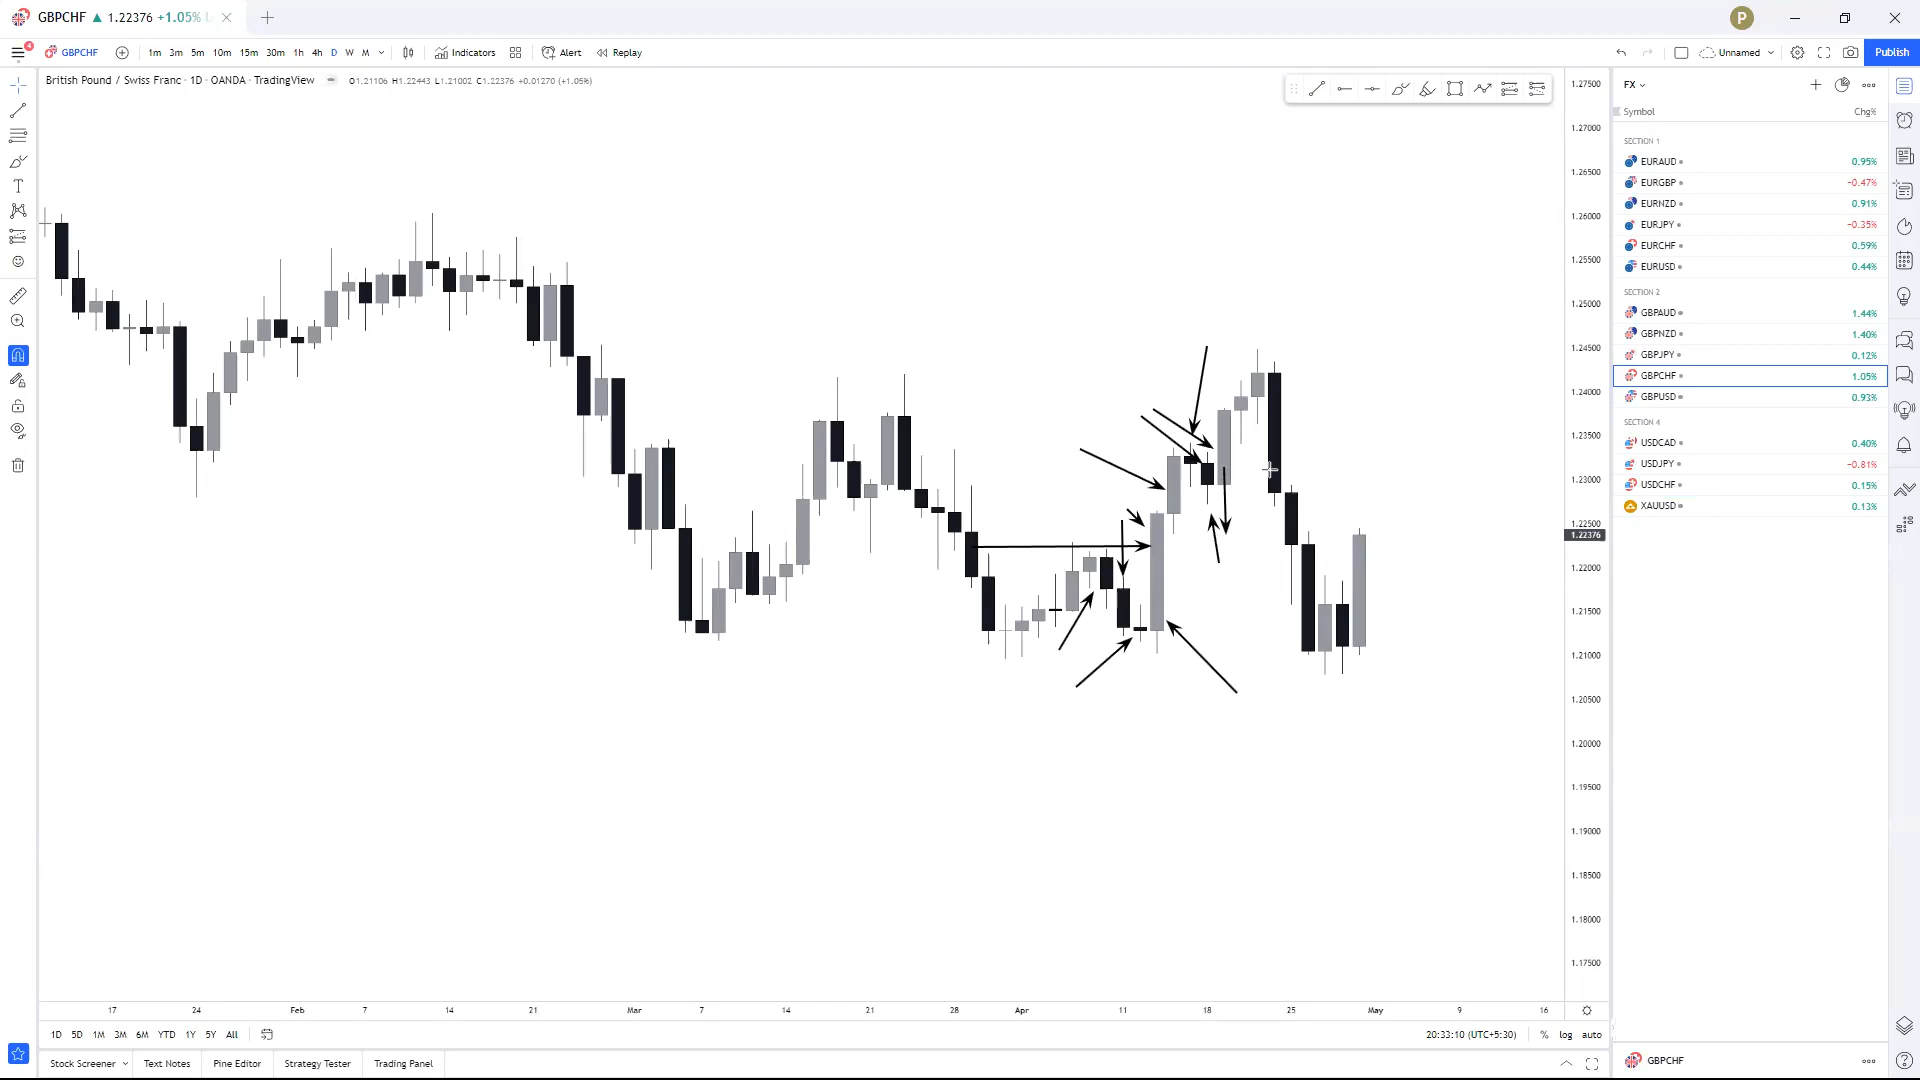 GBPCHF ▲ 1.22376 +1.05%
P
4
GBPCHF 1m 3m 5m 10m 15m 30m 1h 4h D W M Indicators Alert Replay Unnamed Publish
British Pound / Swiss Franc · 1D · OANDA · TradingView O1.21106 H1.22443 L1.21002 C1.22376 +0.01270 (+1.05%)
FX
Symbol Chg%
SECTION 1
EURAUD 0.95%
EURGBP −0.47%
EURNZD 0.91%
EURJPY −0.35%
EURCHF 0.59%
EURUSD 0.44%
SECTION 2
GBPAUD 1.44%
GBPNZD 1.40%
GBPJPY 0.12%
GBPCHF 1.05%
GBPUSD 0.93%
SECTION 4
USDCAD 0.40%
USDJPY −0.81%
USDCHF 0.15%
XAUUSD 0.13%
1.27500
1.27000
1.26500
1.26000
1.25500
1.25000
1.24500
1.24000
1.23500
1.23000
1.22500
1.22376
1.22000
1.21500
1.21000
1.20500
1.20000
1.19500
1.19000
1.18500
1.18000
1.17500
17 24 Feb 7 14 21 Mar 7 14 21 28 Apr 11 18 25 May 9 16
1D 5D 1M 3M 6M YTD 1Y 5Y All 20:33:10 (UTC+5:30) % log auto
Stock Screener Text Notes Pine Editor Strategy Tester Trading Panel
GBPCHF